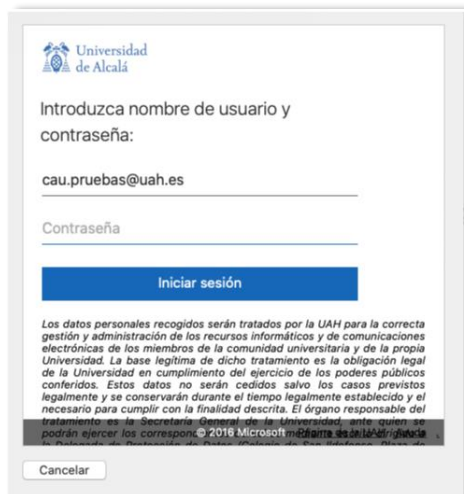 Universidad
de Alcalá
Introduzca nombre de usuario y
contraseña:
cau.pruebas@uah.es
Contraseña
Iniciar sesión
Los datos personales recogidos serán tratados por la UAH para la correcta
gestión y administración de los recursos informáticos y de comunicaciones
electrónicas de los miembros de la comunidad universitaria y de la propia
Universidad. La base legítima de dicho tratamiento es la obligación legal
de la Universidad en cumplimiento del ejercicio de los poderes públicos
conferidos. Estos datos no serán cedidos salvo los casos previstos
legalmente y se conservarán durante el tiempo legalmente establecido y el
necesario para cumplir con la finalidad descrita. El órgano responsable del
tratamiento es la Secretaría General de la Universidad, ante quien se
podrán ejercer los
© 2016 Microsoft
Cancelar